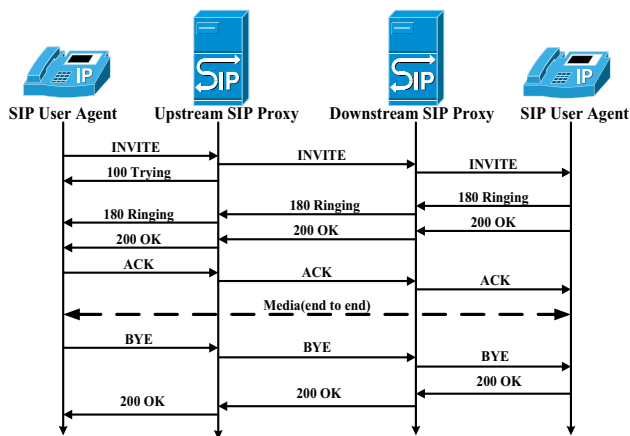 IP
SIP
SIP
IP
SIP User Agent
Upstream SIP Proxy
Downstream SIP Proxy
SIP User Agent
INVITE
INVITE
INVITE
100 Trying
180 Ringing
180 Ringing
180 Ringing
200 OK
200 OK
200 OK
ACK
ACK
ACK
Media(end to end)
BYE
BYE
BYE
200 OK
200 OK
200 OK